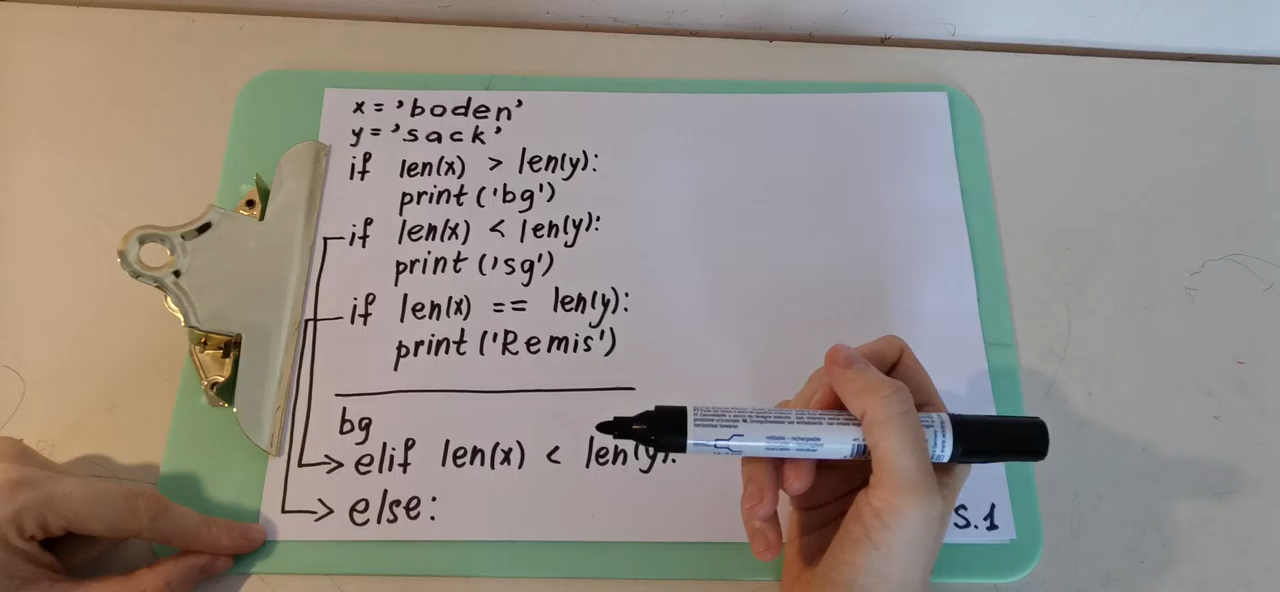 x = 'boden'
y = 'sack'
if len(x) > len(y):
print('bg')
if len(x) < len(y):
print('sg')
if len(x) == len(y):
print('Remis')
bg
elif len(x) < len(y):
else:
S.1